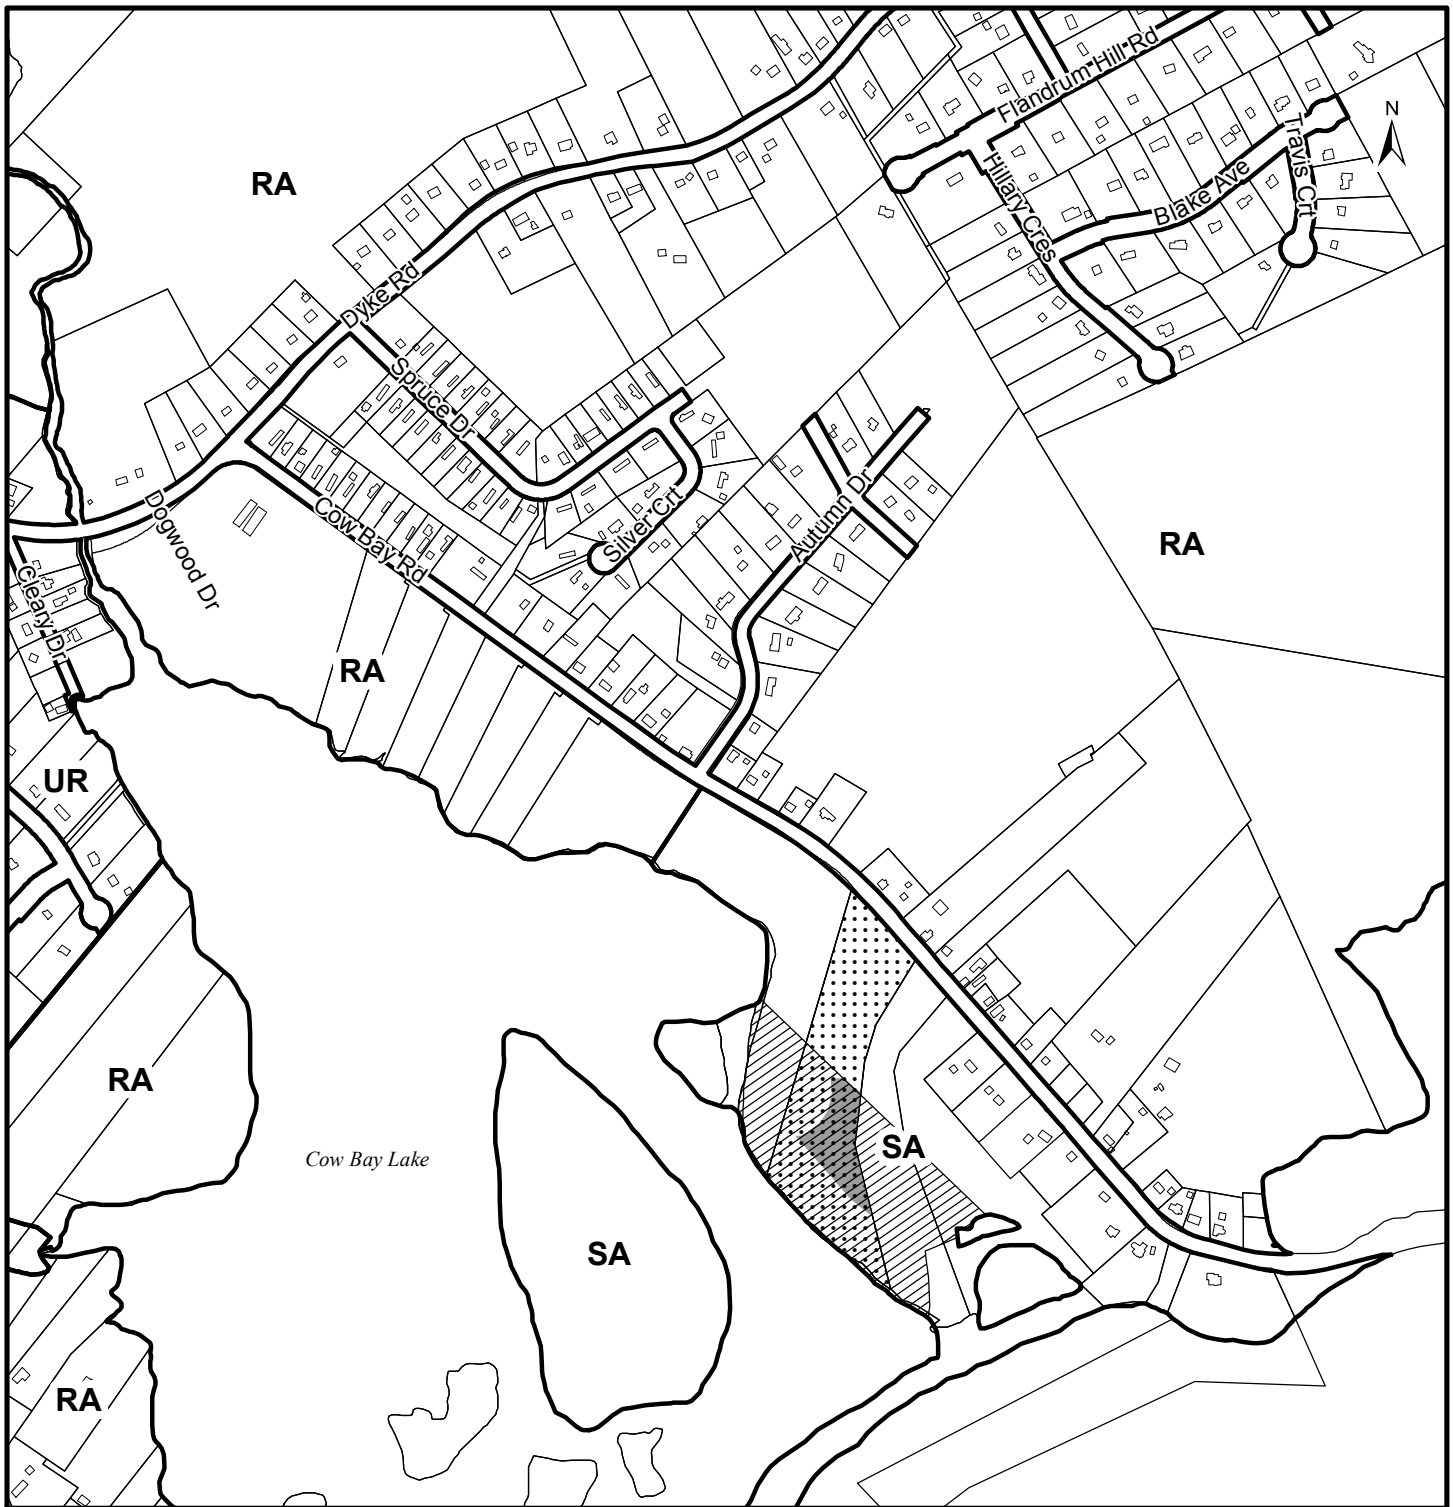 Flandrum Hill Rd
N
Travis Crt
RA
Hillary Cres
Blake Ave
Dyke Rd
Spruce Dr
Dogwood Dr
Cow Bay Rd
Silver Crt
Autumn Dr
RA
Cleary Dr
RA
UR
RA
SA
Cow Bay Lake
SA
RA